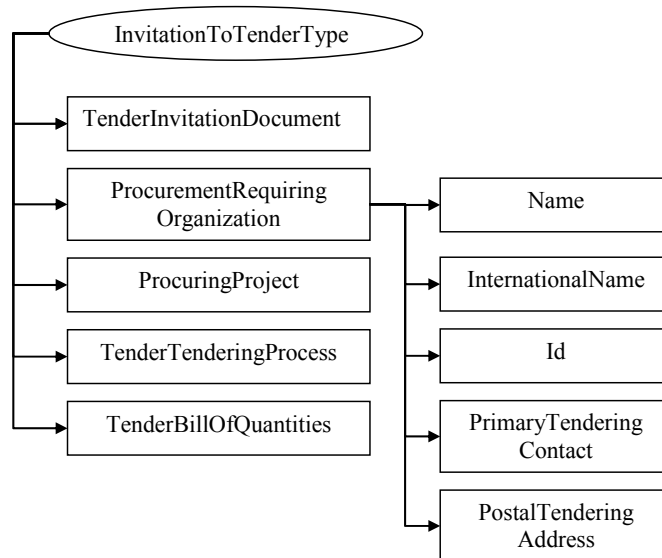 InvitationToTenderType
TenderInvitationDocument
ProcurementRequiring
Organization
ProcuringProject
TenderTenderingProcess
TenderBillOfQuantities
Name
InternationalName
Id
PrimaryTendering
Contact
PostalTendering
Address